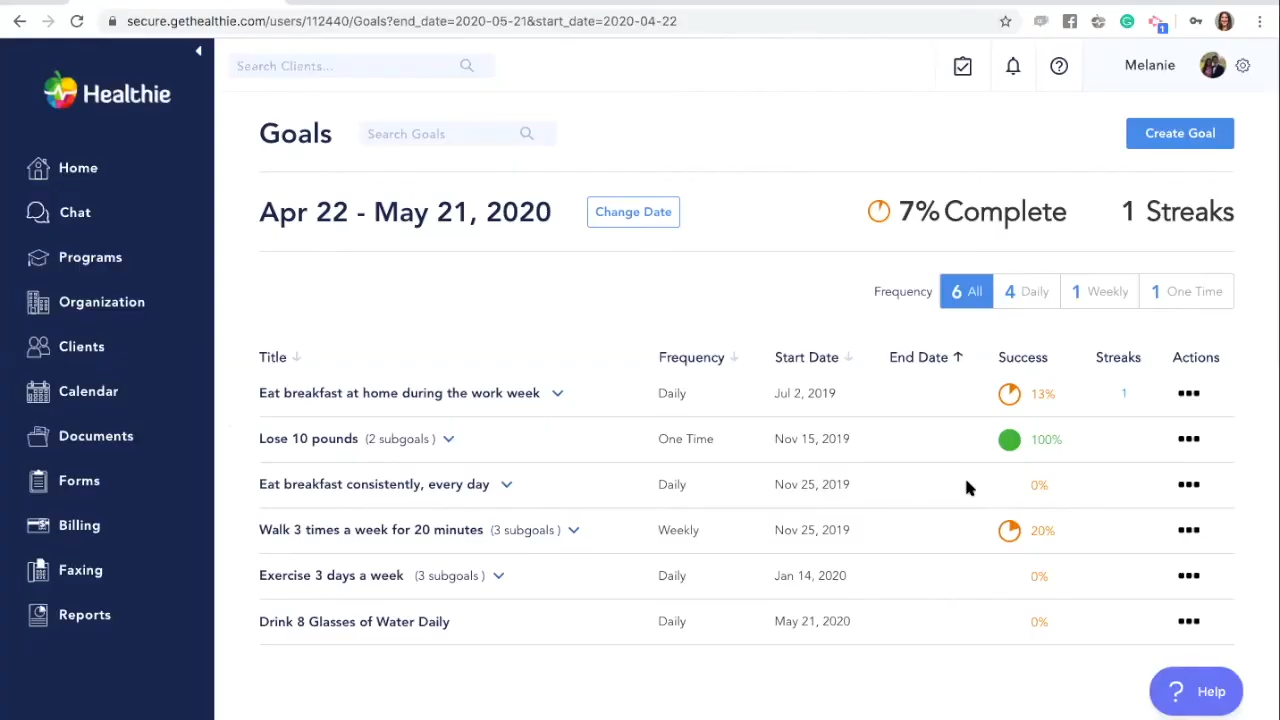 secure.gethealthie.com/users/112440/Goals?end_date=2020-05-21&start_date=2020-04-22
1
Healthie
Search Clients...
Melanie
Home
Chat
Programs
Organization
Clients
Calendar
Documents
Forms
Billing
Faxing
Reports
Goals
Search Goals
Create Goal
Apr 22 - May 21, 2020
Change Date
7% Complete
1 Streaks
Frequency 6 All 4 Daily 1 Weekly 1 One Time
Title Frequency Start Date End Date Success Streaks Actions
Eat breakfast at home during the work week Daily Jul 2, 2019 13% 1
Lose 10 pounds (2 subgoals ) One Time Nov 15, 2019 100%
Eat breakfast consistently, every day Daily Nov 25, 2019 0%
Walk 3 times a week for 20 minutes (3 subgoals ) Weekly Nov 25, 2019 20%
Exercise 3 days a week (3 subgoals ) Daily Jan 14, 2020 0%
Drink 8 Glasses of Water Daily Daily May 21, 2020 0%
? Help